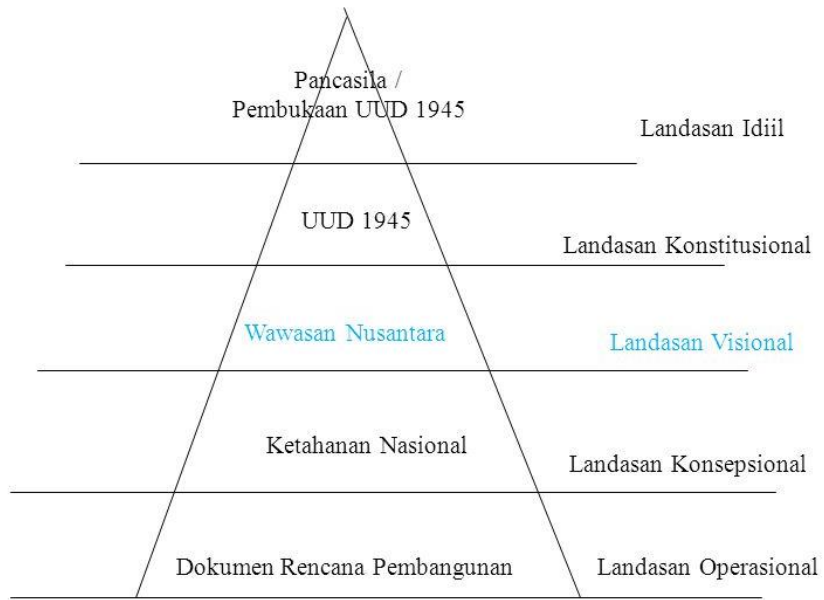 Pancasila /
Pembukaan UUD 1945
Landasan Idiil
UUD 1945
Landasan Konstitusional
Wawasan Nusantara
Landasan Visional
Ketahanan Nasional
Landasan Konsepsional
Dokumen Rencana Pembangunan
Landasan Operasional